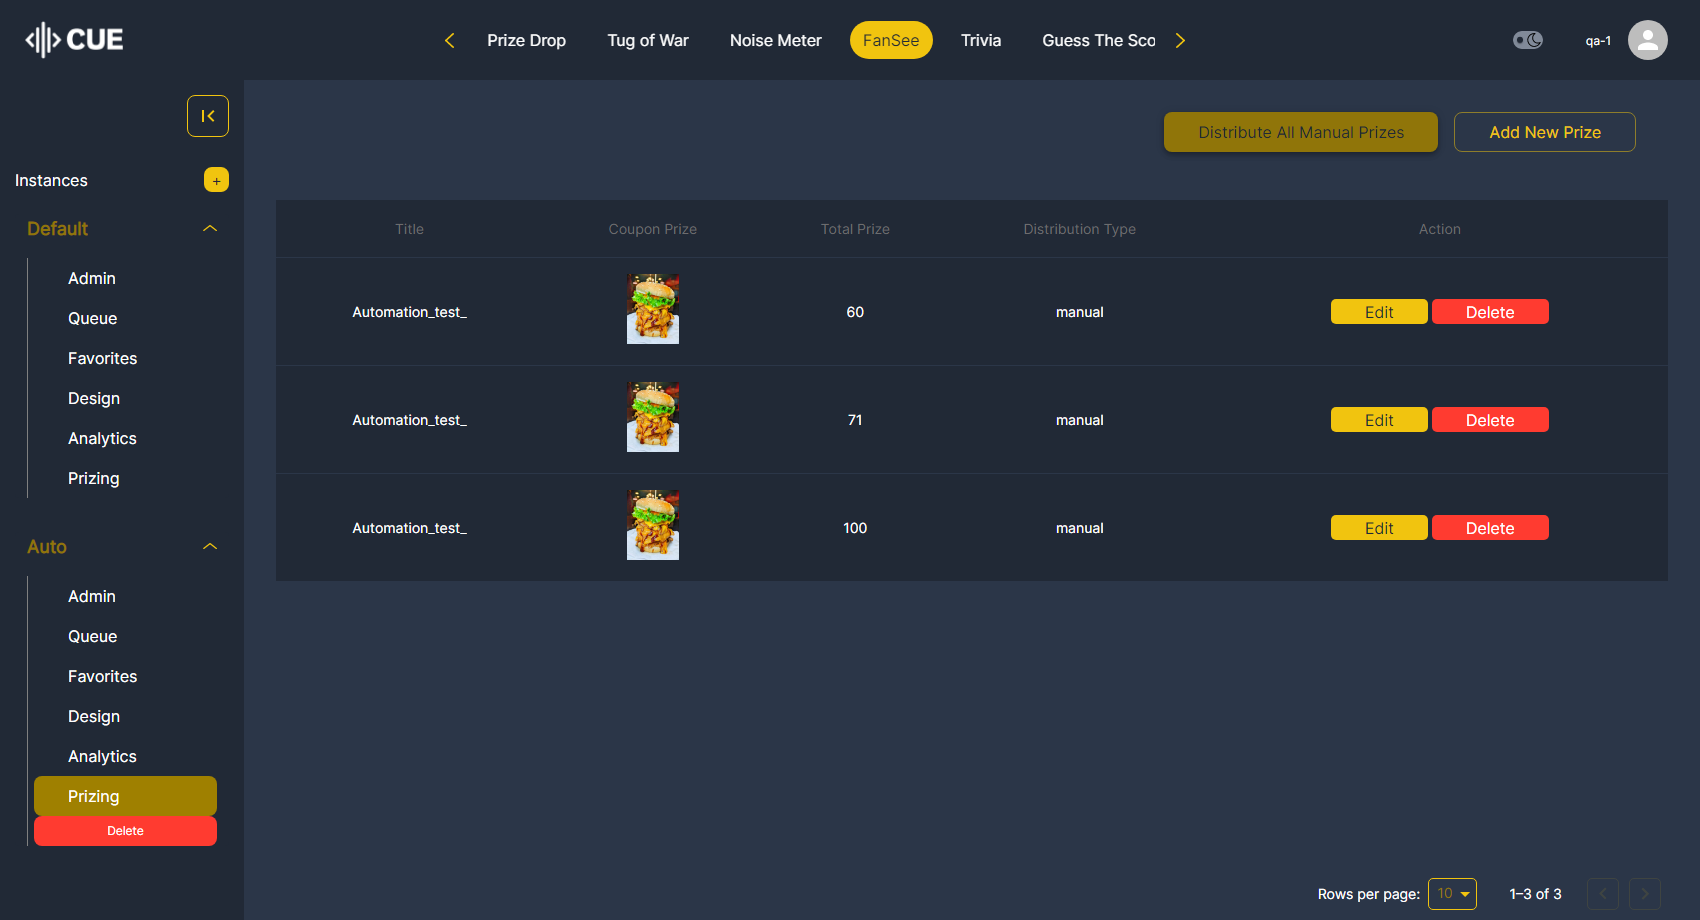 CUE
Prize Drop
Tug of War
Noise Meter
FanSee
Trivia
Guess The Sco
qa-1
Instances
+
Default
Admin
Queue
Favorites
Design
Analytics
Prizing
Auto
Admin
Queue
Favorites
Design
Analytics
Prizing
Delete
Distribute All Manual Prizes
Add New Prize
Title Coupon Prize Total Prize Distribution Type Action
Automation_test_ 60 manual Edit Delete
Automation_test_ 71 manual Edit Delete
Automation_test_ 100 manual Edit Delete
Rows per page: 10 1–3 of 3